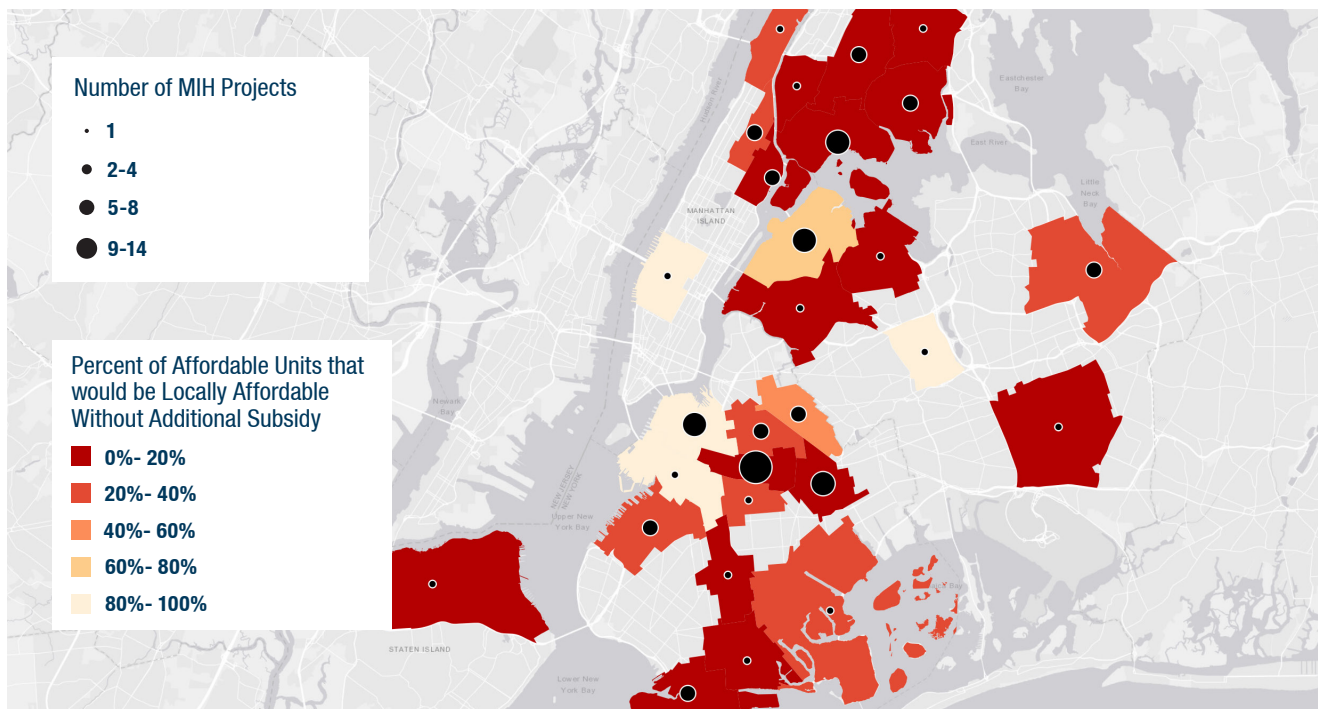 Number of MIH Projects
1
2-4
5-8
9-14
Percent of Affordable Units that
would be Locally Affordable
Without Additional Subsidy
0%- 20%
20%- 40%
40%- 60%
60%- 80%
80%- 100%
Eastchester
Bay
Hudson River
East River
Little
Neck
Bay
MANHATTAN
ISLAND
Newark
Bay
NEW JERSEY
NEW YORK
Upper New
York Bay
STATEN ISLAND
Lower New
York Bay